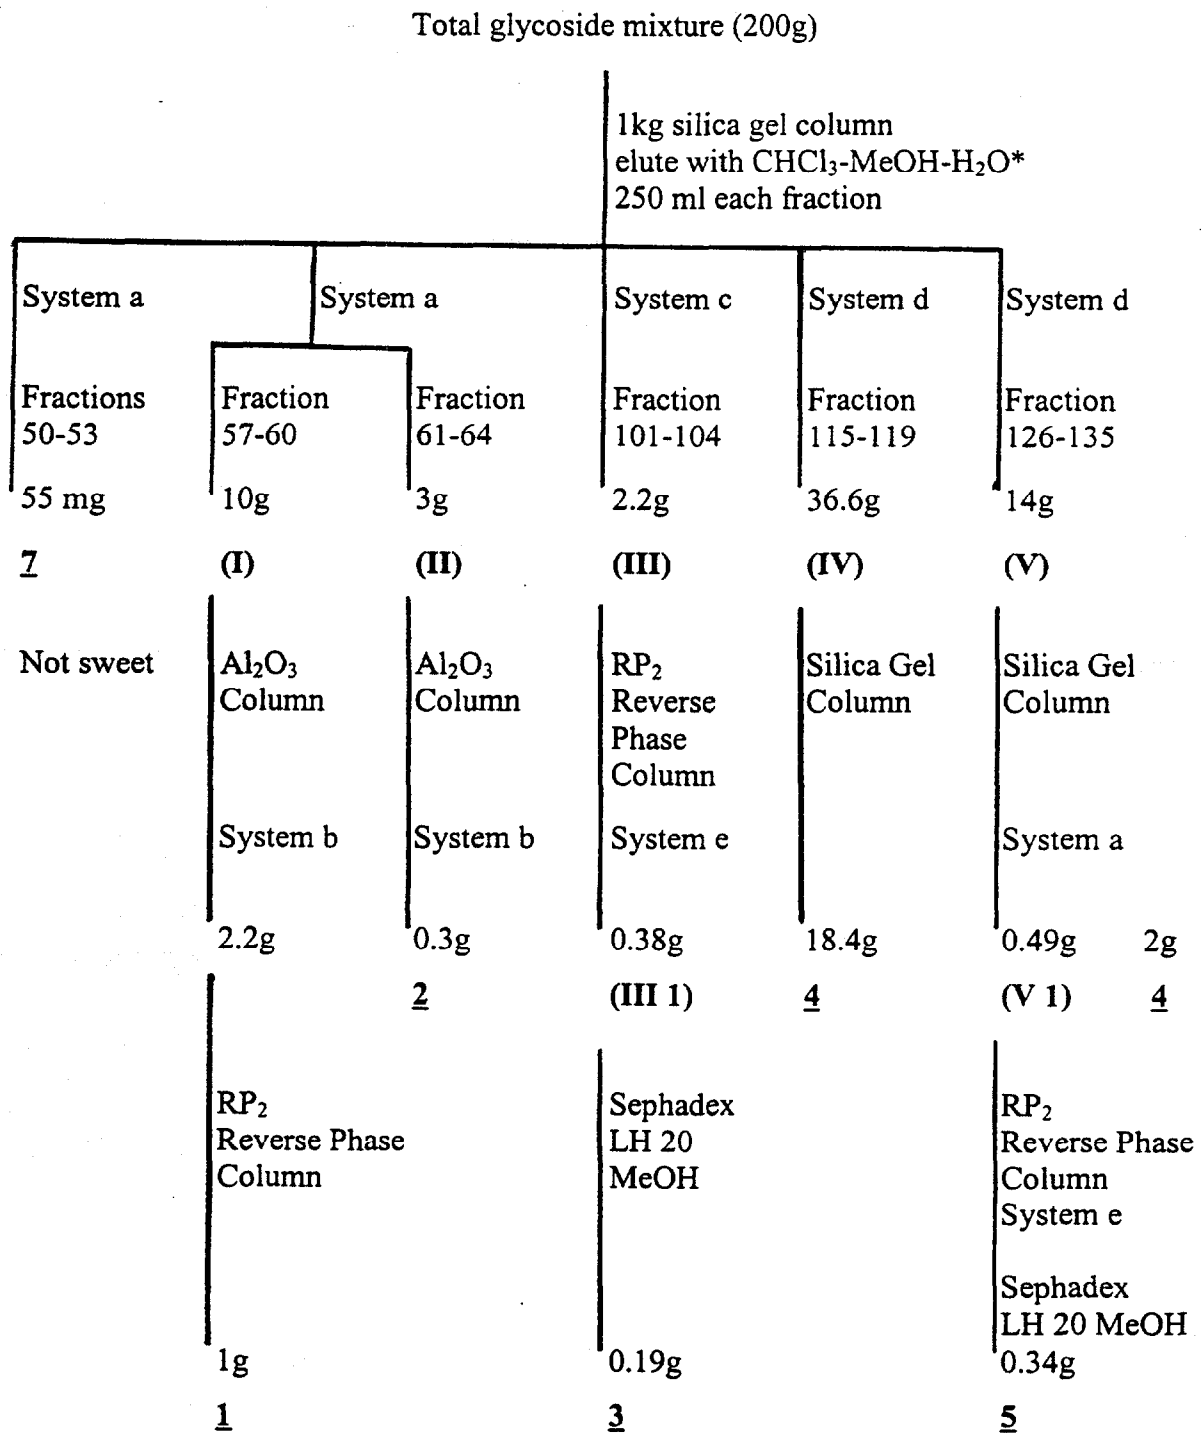 Total glycoside mixture (200g)
1kg silica gel column
elute with CHCl₃-MeOH-H₂O*
250 ml each fraction
System a
System a
System c
System d
System d
Fractions
50-53
Fraction
57-60
Fraction
61-64
Fraction
101-104
Fraction
115-119
Fraction
126-135
55 mg
10g
3g
2.2g
36.6g
14g
7
(I)
(II)
(III)
(IV)
(V)
Not sweet
Al₂O₃
Column
Al₂O₃
Column
RP₂
Reverse
Phase
Column
Silica Gel
Column
Silica Gel
Column
System b
System b
System e
System a
2.2g
0.3g
0.38g
18.4g
0.49g
2g
2
(III 1)
4
(V 1)
4
RP₂
Reverse Phase
Column
Sephadex
LH 20
MeOH
RP₂
Reverse Phase
Column
System e
Sephadex
LH 20 MeOH
1g
0.19g
0.34g
1
3
5